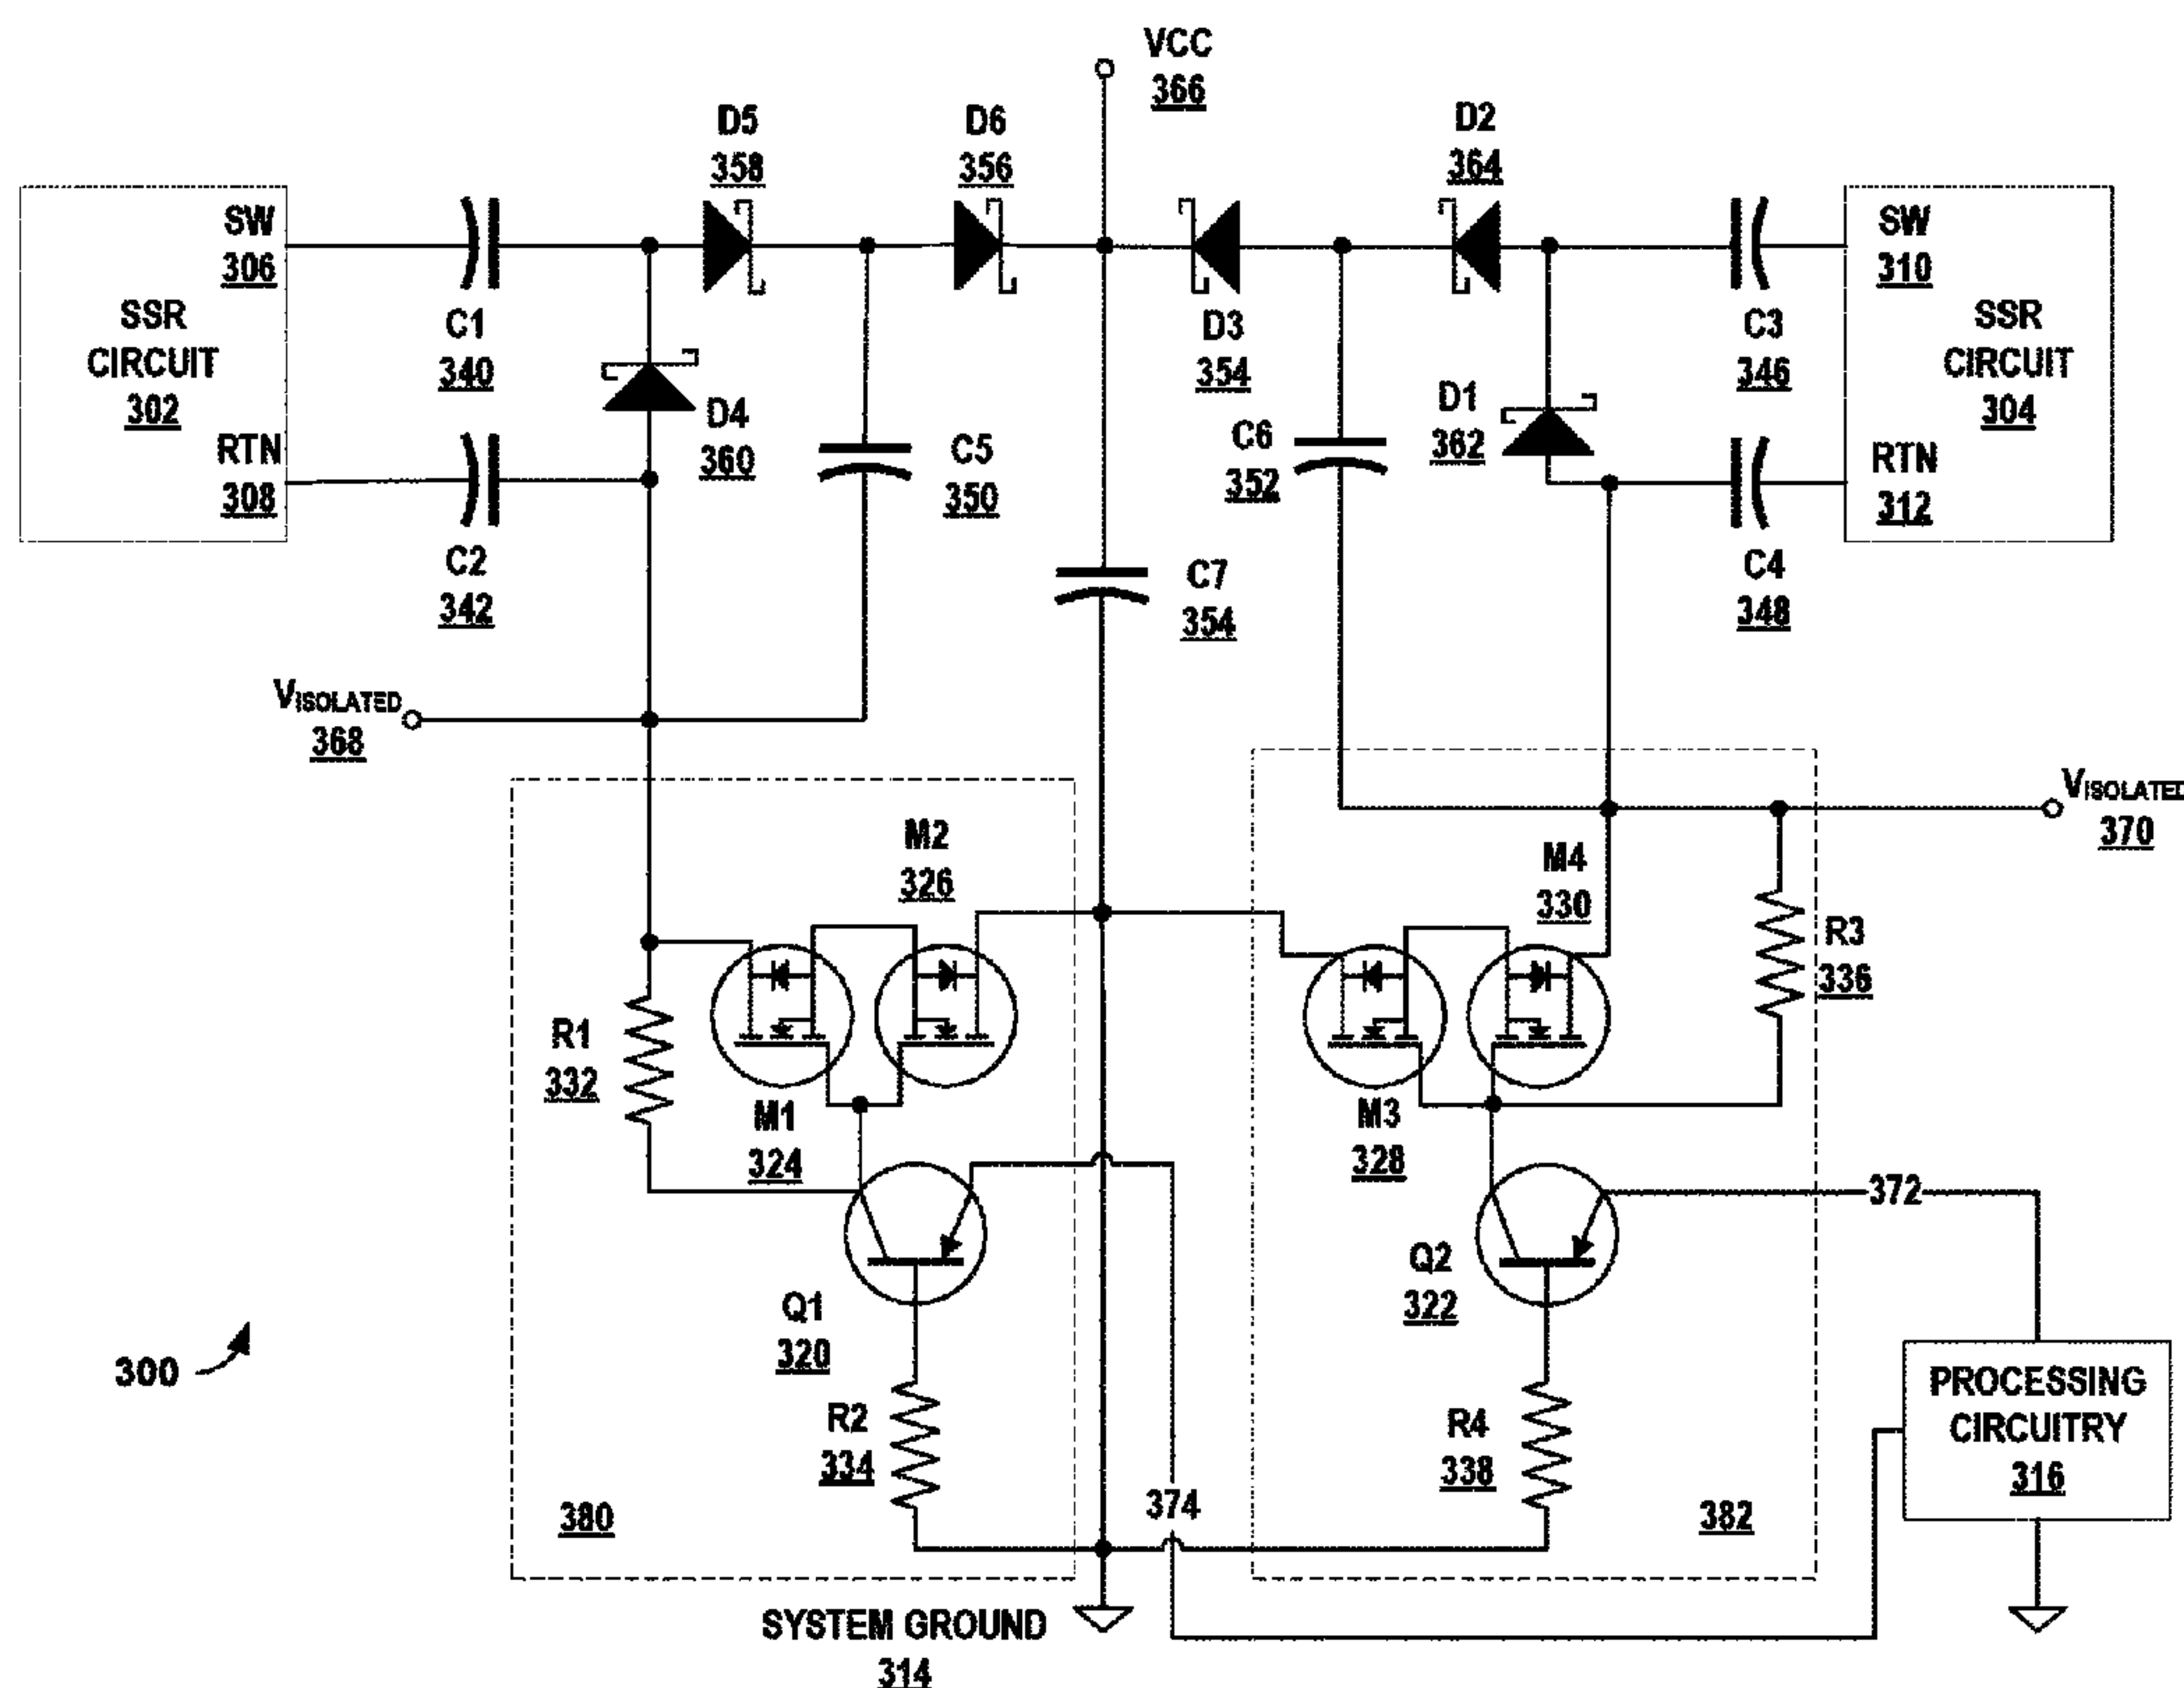 VCC
366
D5
358
D6
356
D2
364
SW
306
SSR
CIRCUIT
302
RTN
308
C1
340
C2
342
D4
360
C5
350
D3
354
C6
352
D1
362
C3
346
C4
348
SW
310
SSR
CIRCUIT
304
RTN
312
C7
354
VISOLATED
368
VISOLATED
370
M2
326
M4
330
R3
336
R1
332
M1
324
M3
328
372
Q1
320
Q2
322
300
R2
334
R4
338
PROCESSING
CIRCUITRY
316
380
374
382
SYSTEM GROUND
314